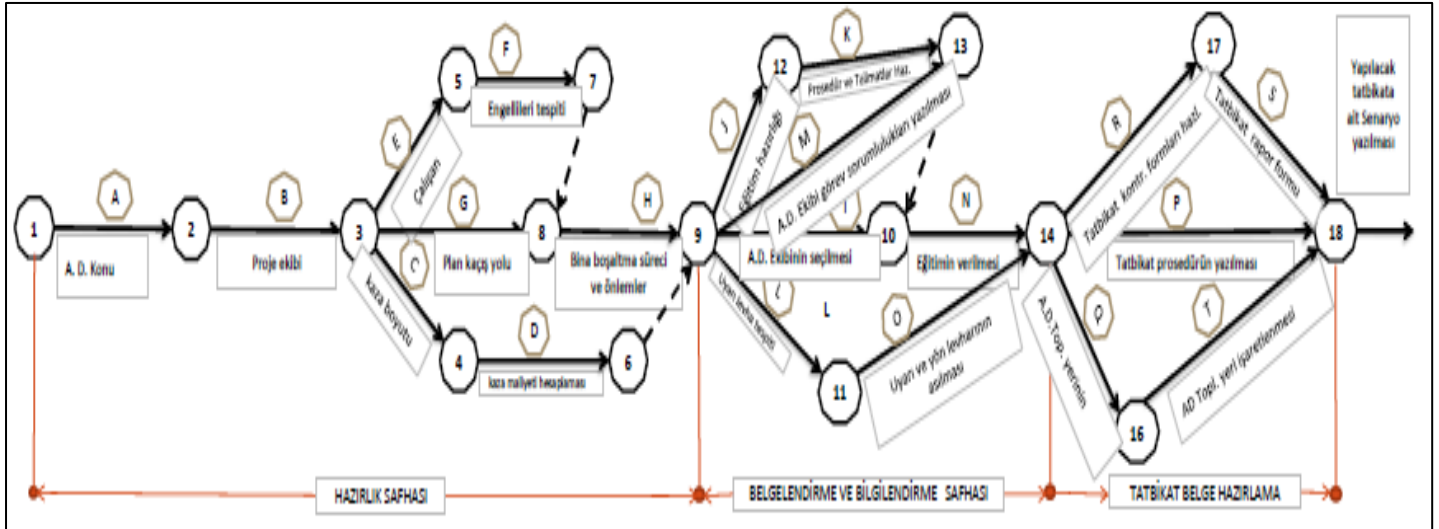 A
B
E
F
G
C
D
H
J
K
M
I
L
N
O
R
S
P
Q
T
1
2
3
4
5
6
7
8
9
10
11
12
13
14
16
17
18
A. D. Konu
Proje ekibi
Çalışan
Engellileri tespiti
Plan kaçış yolu
kaza boyutu
kaza maliyeti hesaplaması
Bina boşaltma süreci
ve önlemler
Eğitim hazırlığı
Prosedür ve Telimatlar Haz.
A.D. Ekibi görev sorumlulukları yazılması
A.D. Ekibinin seçilmesi
Uyarı levha tespiti
Eğitimin verilmesi
Uyarı ve yön levharının
asılması
Tatbikat kontr. formları hazi.
Tatbikat rapor formu
Tatbikat prosedürün yazılması
A.D.Top. yerinin
AD Topl. yeri işaretlenmesi
Yapılacak
tatbikata
ait Senaryo
yazılması
HAZIRLIK SAFHASI
BELGELENDİRME VE BİLGİLENDİRME SAFHASI
TATBİKAT BELGE HAZIRLAMA